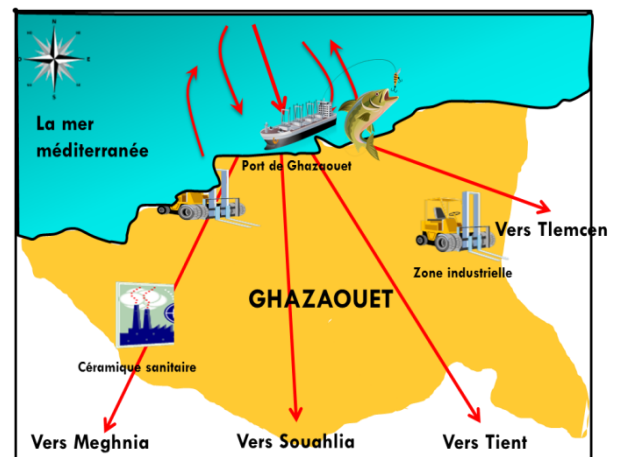 La mer
méditerranée
Port de Ghazaouet
Vers Tlemcen
Zone industrielle
GHAZAOUET
Céramique sanitaire
Vers Meghnia
Vers Souahlia
Vers Tient